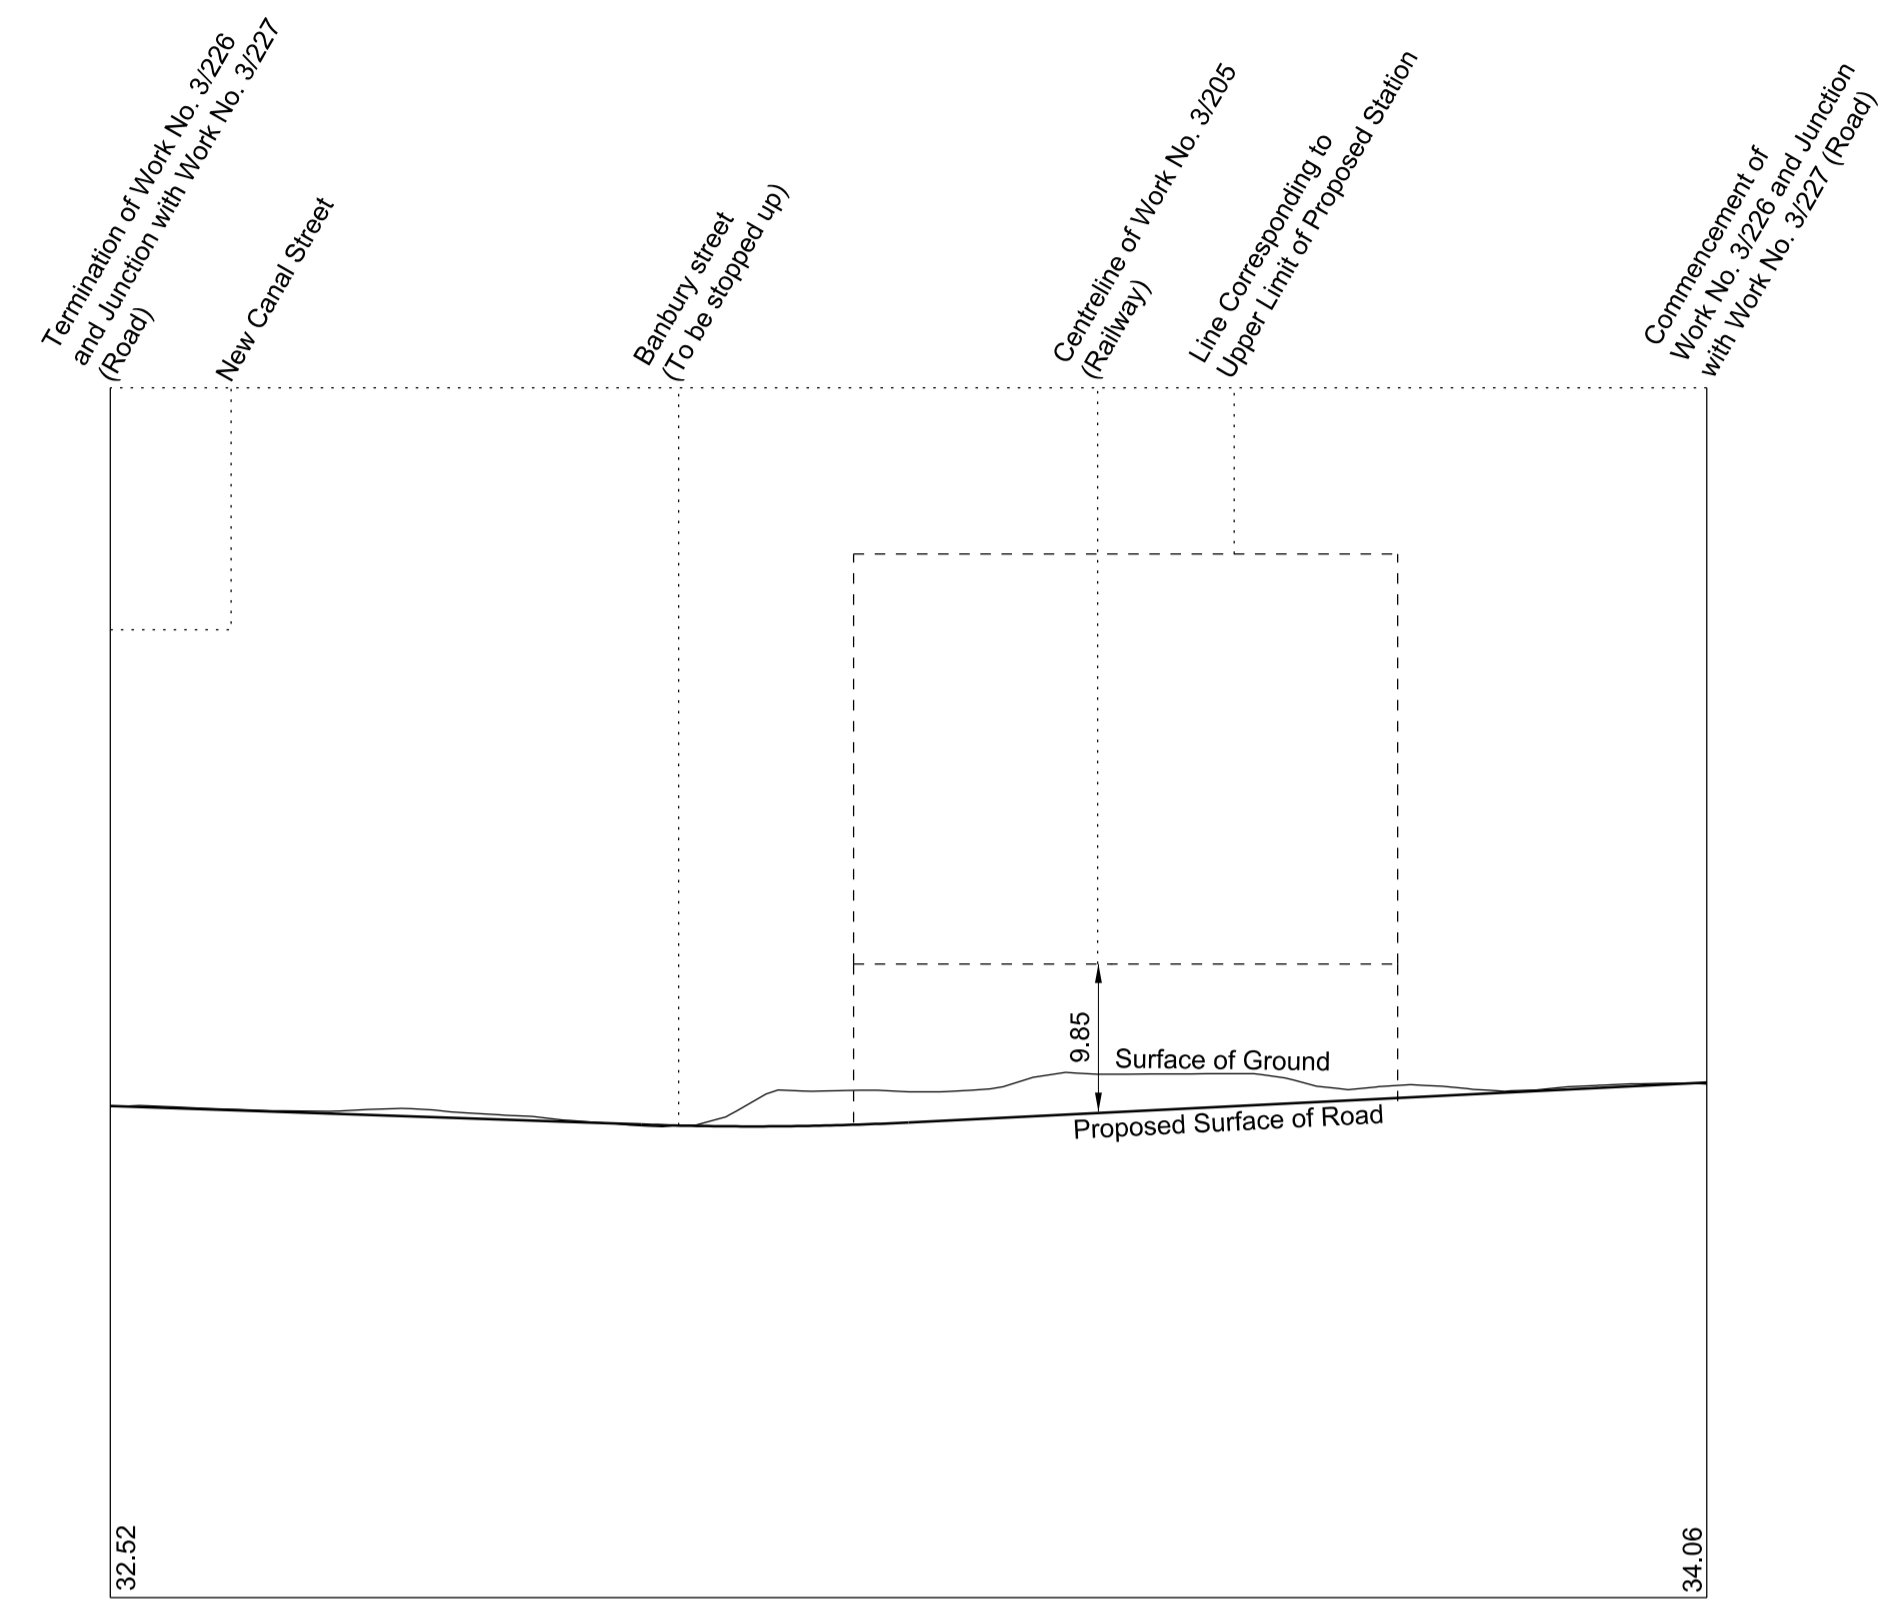 Termination of Work No. 3/226
and Junction with Work No. 3/227
(Road)
New Canal Street
Banbury street
(To be stopped up)
Centreline of Work No. 3/205
(Railway)
Line Corresponding to
Upper Limit of Proposed Station
Commencement of
Work No. 3/226 and Junction
with Work No. 3/227 (Road)
9.85
Surface of Ground
Proposed Surface of Road
32.52
34.06